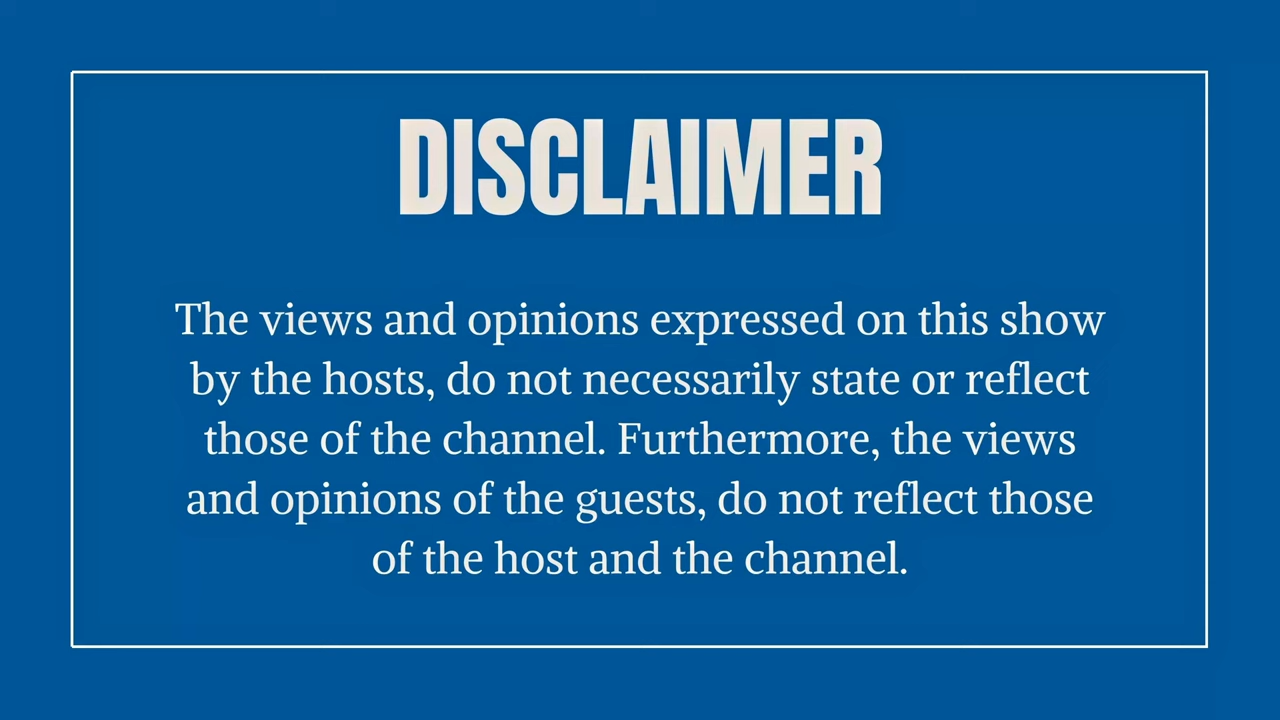 DISCLAIMER
The views and opinions expressed on this show
by the hosts, do not necessarily state or reflect
those of the channel. Furthermore, the views
and opinions of the guests, do not reflect those
of the host and the channel.